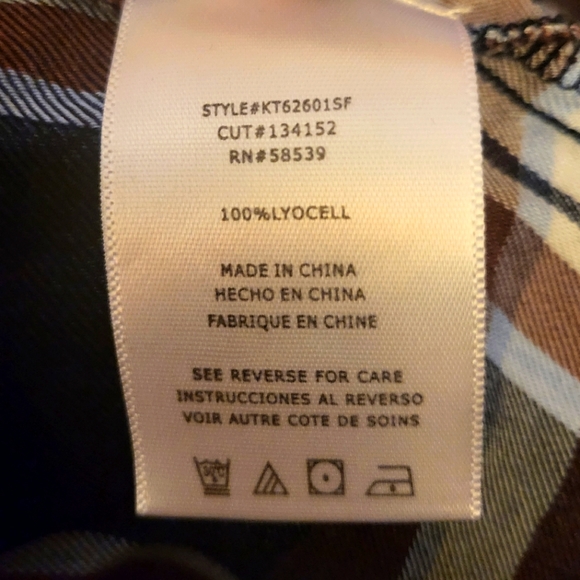 STYLE#KT62601SF
CUT#134152
RN#58539
100%LYOCELL
MADE IN CHINA
HECHO EN CHINA
FABRIQUE EN CHINE
SEE REVERSE FOR CARE
INSTRUCCIONES AL REVERSO
VOIR AUTRE COTE DE SOINS